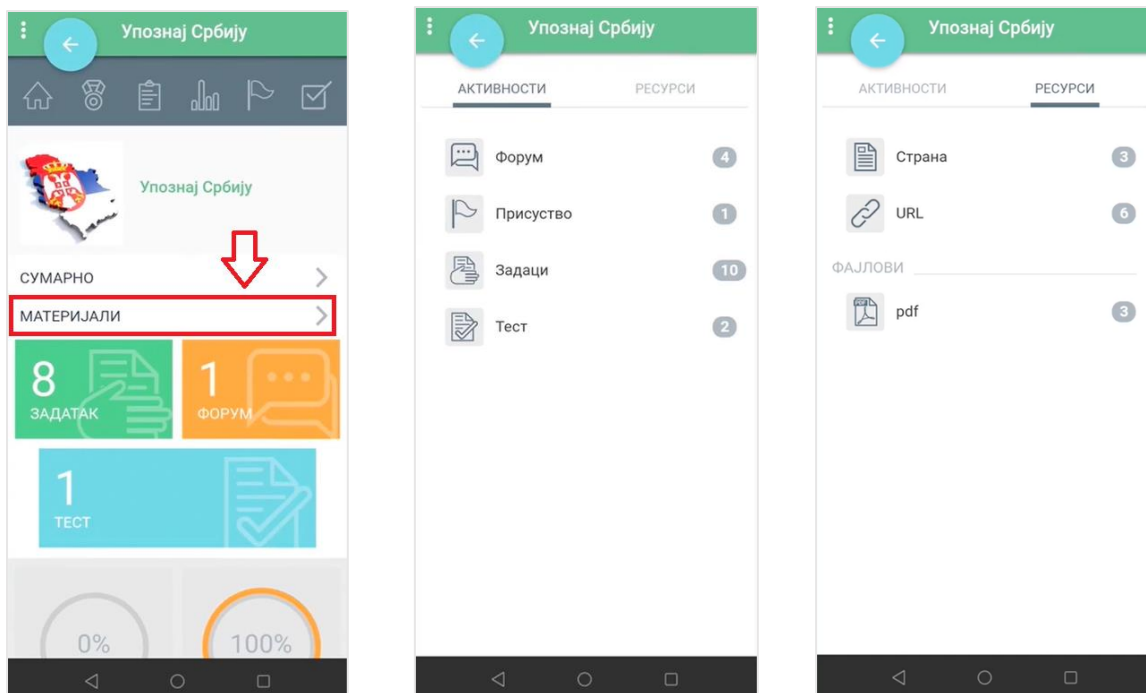 Упознај Србију
Упознај Србију
СУМАРНО
МАТЕРИЈАЛИ
8
ЗАДАТАК
1
ФОРУМ
1
ТЕСТ
0%
100%
Упознај Србију
АКТИВНОСТИ РЕСУРСИ
Форум 4
Присуство 1
Задаци 10
Тест 2
Упознај Србију
АКТИВНОСТИ РЕСУРСИ
Страна 3
URL 6
ФАЈЛОВИ
pdf 3